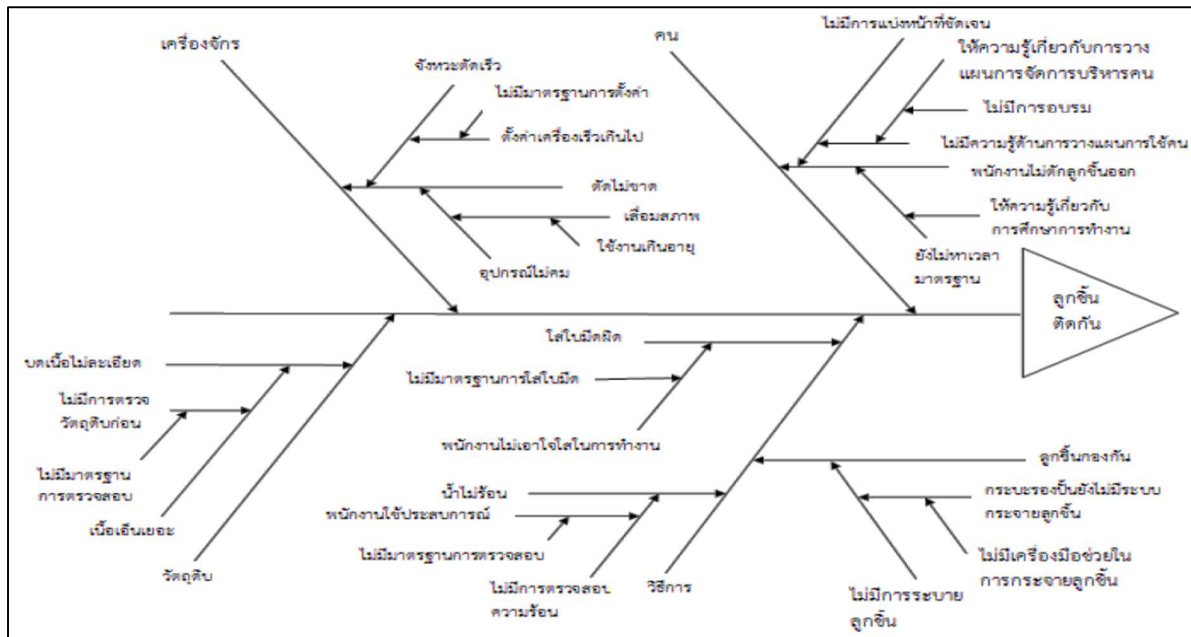 เครื่องจักร
คน
ไม่มีการแบ่งหน้าที่ชัดเจน
ให้ความรู้เกี่ยวกับการวาง
แผนการจัดการบริหารคน
จังหวะตัดเร็ว
ไม่มีมาตรฐานการตั้งค่า
ไม่มีการอบรม
ตั้งค่าเครื่องเร็วเกินไป
ไม่มีความรู้ด้านการวางแผนการใช้คน
พนักงานไม่ตักลูกชิ้นออก
ตัดไม่ขาด
เสื่อมสภาพ
ให้ความรู้เกี่ยวกับ
การศึกษาการทำงาน
ใช้งานเกินอายุ
อุปกรณ์ไม่คม
ยังไม่หาเวลา
มาตรฐาน
ลูกชิ้น
ติดกัน
ใส่ใบมีดผิด
บดเนื้อไม่ละเอียด
ไม่มีมาตรฐานการใส่ใบมีด
ไม่มีการตรวจ
วัตถุดิบก่อน
พนักงานไม่เอาใจใส่ในการทำงาน
ลูกชิ้นกองกัน
ไม่มีมาตรฐาน
การตรวจสอบ
น้ำไม่ร้อน
กระบะรองปั้นยังไม่มีระบบ
กระจายลูกชิ้น
พนักงานใช้ประสบการณ์
เนื้อเอ็นเยอะ
ไม่มีมาตรฐานการตรวจสอบ
ไม่มีเครื่องมือช่วยใน
การกระจายลูกชิ้น
วัตถุดิบ
ไม่มีการตรวจสอบ
ความร้อน
วิธีการ
ไม่มีการระบาย
ลูกชิ้น